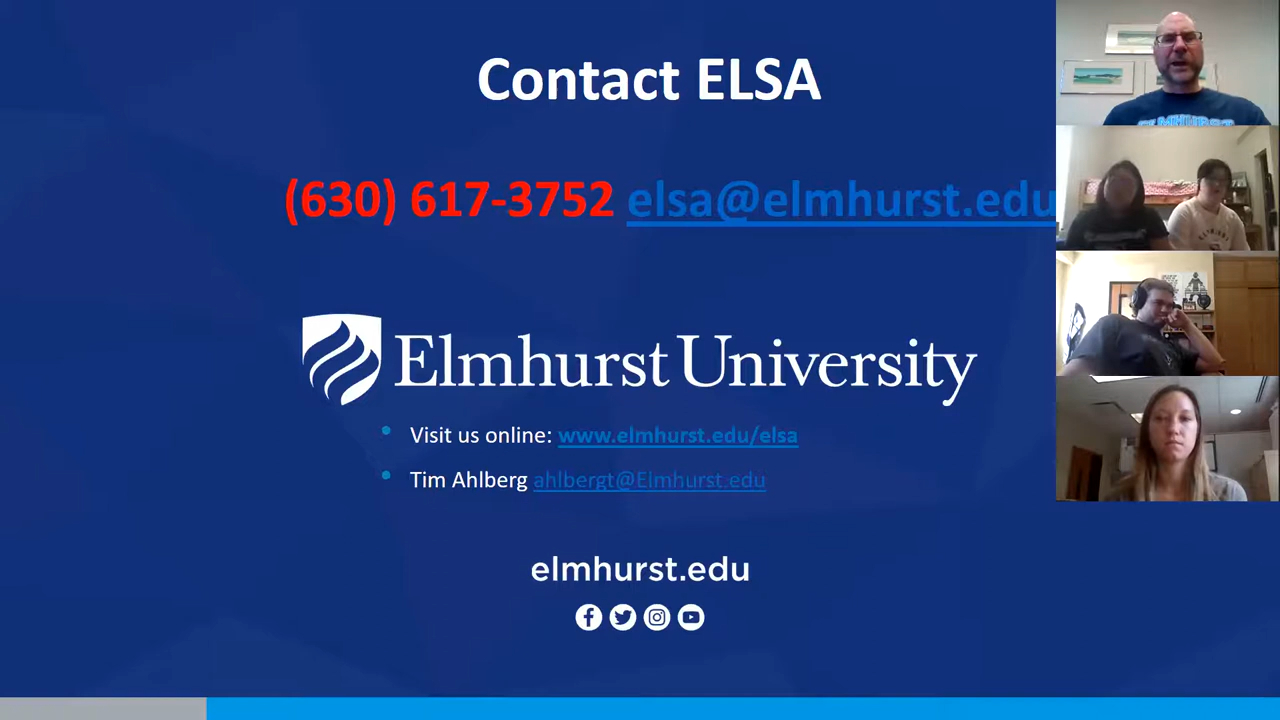 Contact ELSA
(630) 617-3752 elsa@elmhurst.edu
Elmhurst University
Visit us online: www.elmhurst.edu/elsa
Tim Ahlberg ahlbergt@Elmhurst.edu
elmhurst.edu